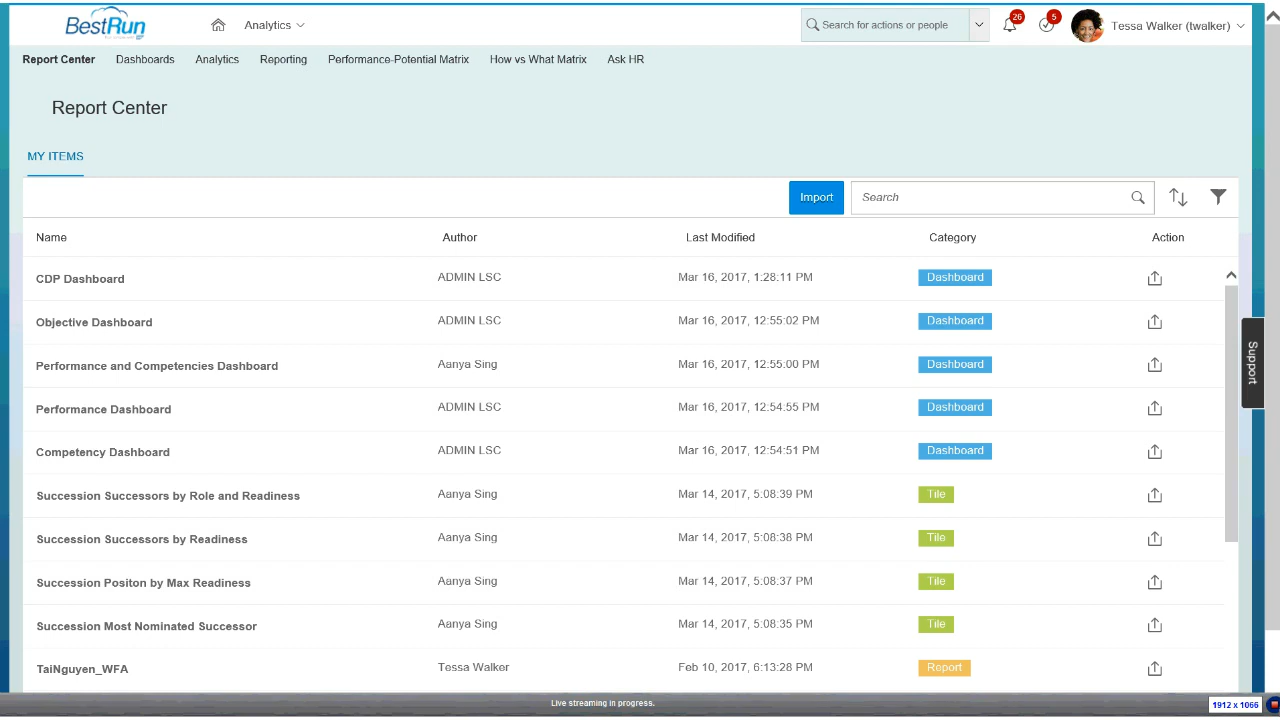 BestRun
Analytics
Search for actions or people
26
5
Tessa Walker (twalker)
Report Center Dashboards Analytics Reporting Performance-Potential Matrix How vs What Matrix Ask HR
Report Center
MY ITEMS
Import
Search
Name Author Last Modified Category Action
CDP Dashboard ADMIN LSC Mar 16, 2017, 1:28:11 PM Dashboard
Objective Dashboard ADMIN LSC Mar 16, 2017, 12:55:02 PM Dashboard
Performance and Competencies Dashboard Aanya Sing Mar 16, 2017, 12:55:00 PM Dashboard
Performance Dashboard ADMIN LSC Mar 16, 2017, 12:54:55 PM Dashboard
Competency Dashboard ADMIN LSC Mar 16, 2017, 12:54:51 PM Dashboard
Succession Successors by Role and Readiness Aanya Sing Mar 14, 2017, 5:08:39 PM Tile
Succession Successors by Readiness Aanya Sing Mar 14, 2017, 5:08:38 PM Tile
Succession Positon by Max Readiness Aanya Sing Mar 14, 2017, 5:08:37 PM Tile
Succession Most Nominated Successor Aanya Sing Mar 14, 2017, 5:08:35 PM Tile
TaiNguyen_WFA Tessa Walker Feb 10, 2017, 6:13:28 PM Report
Support
Live streaming in progress.
1912 x 1066